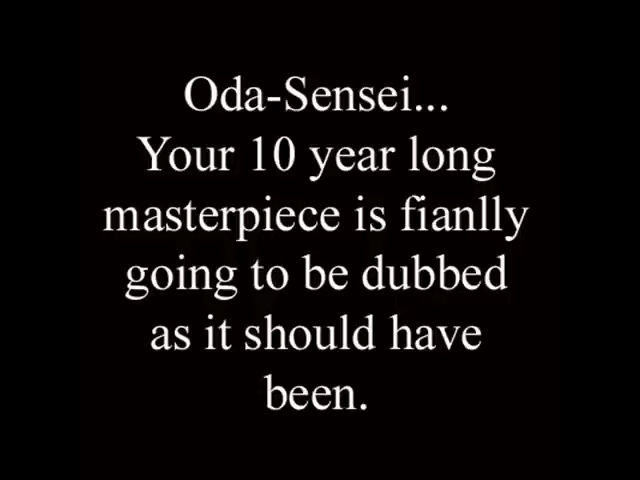 Oda-Sensei...
Your 10 year long
masterpiece is fianlly
going to be dubbed
as it should have
been.